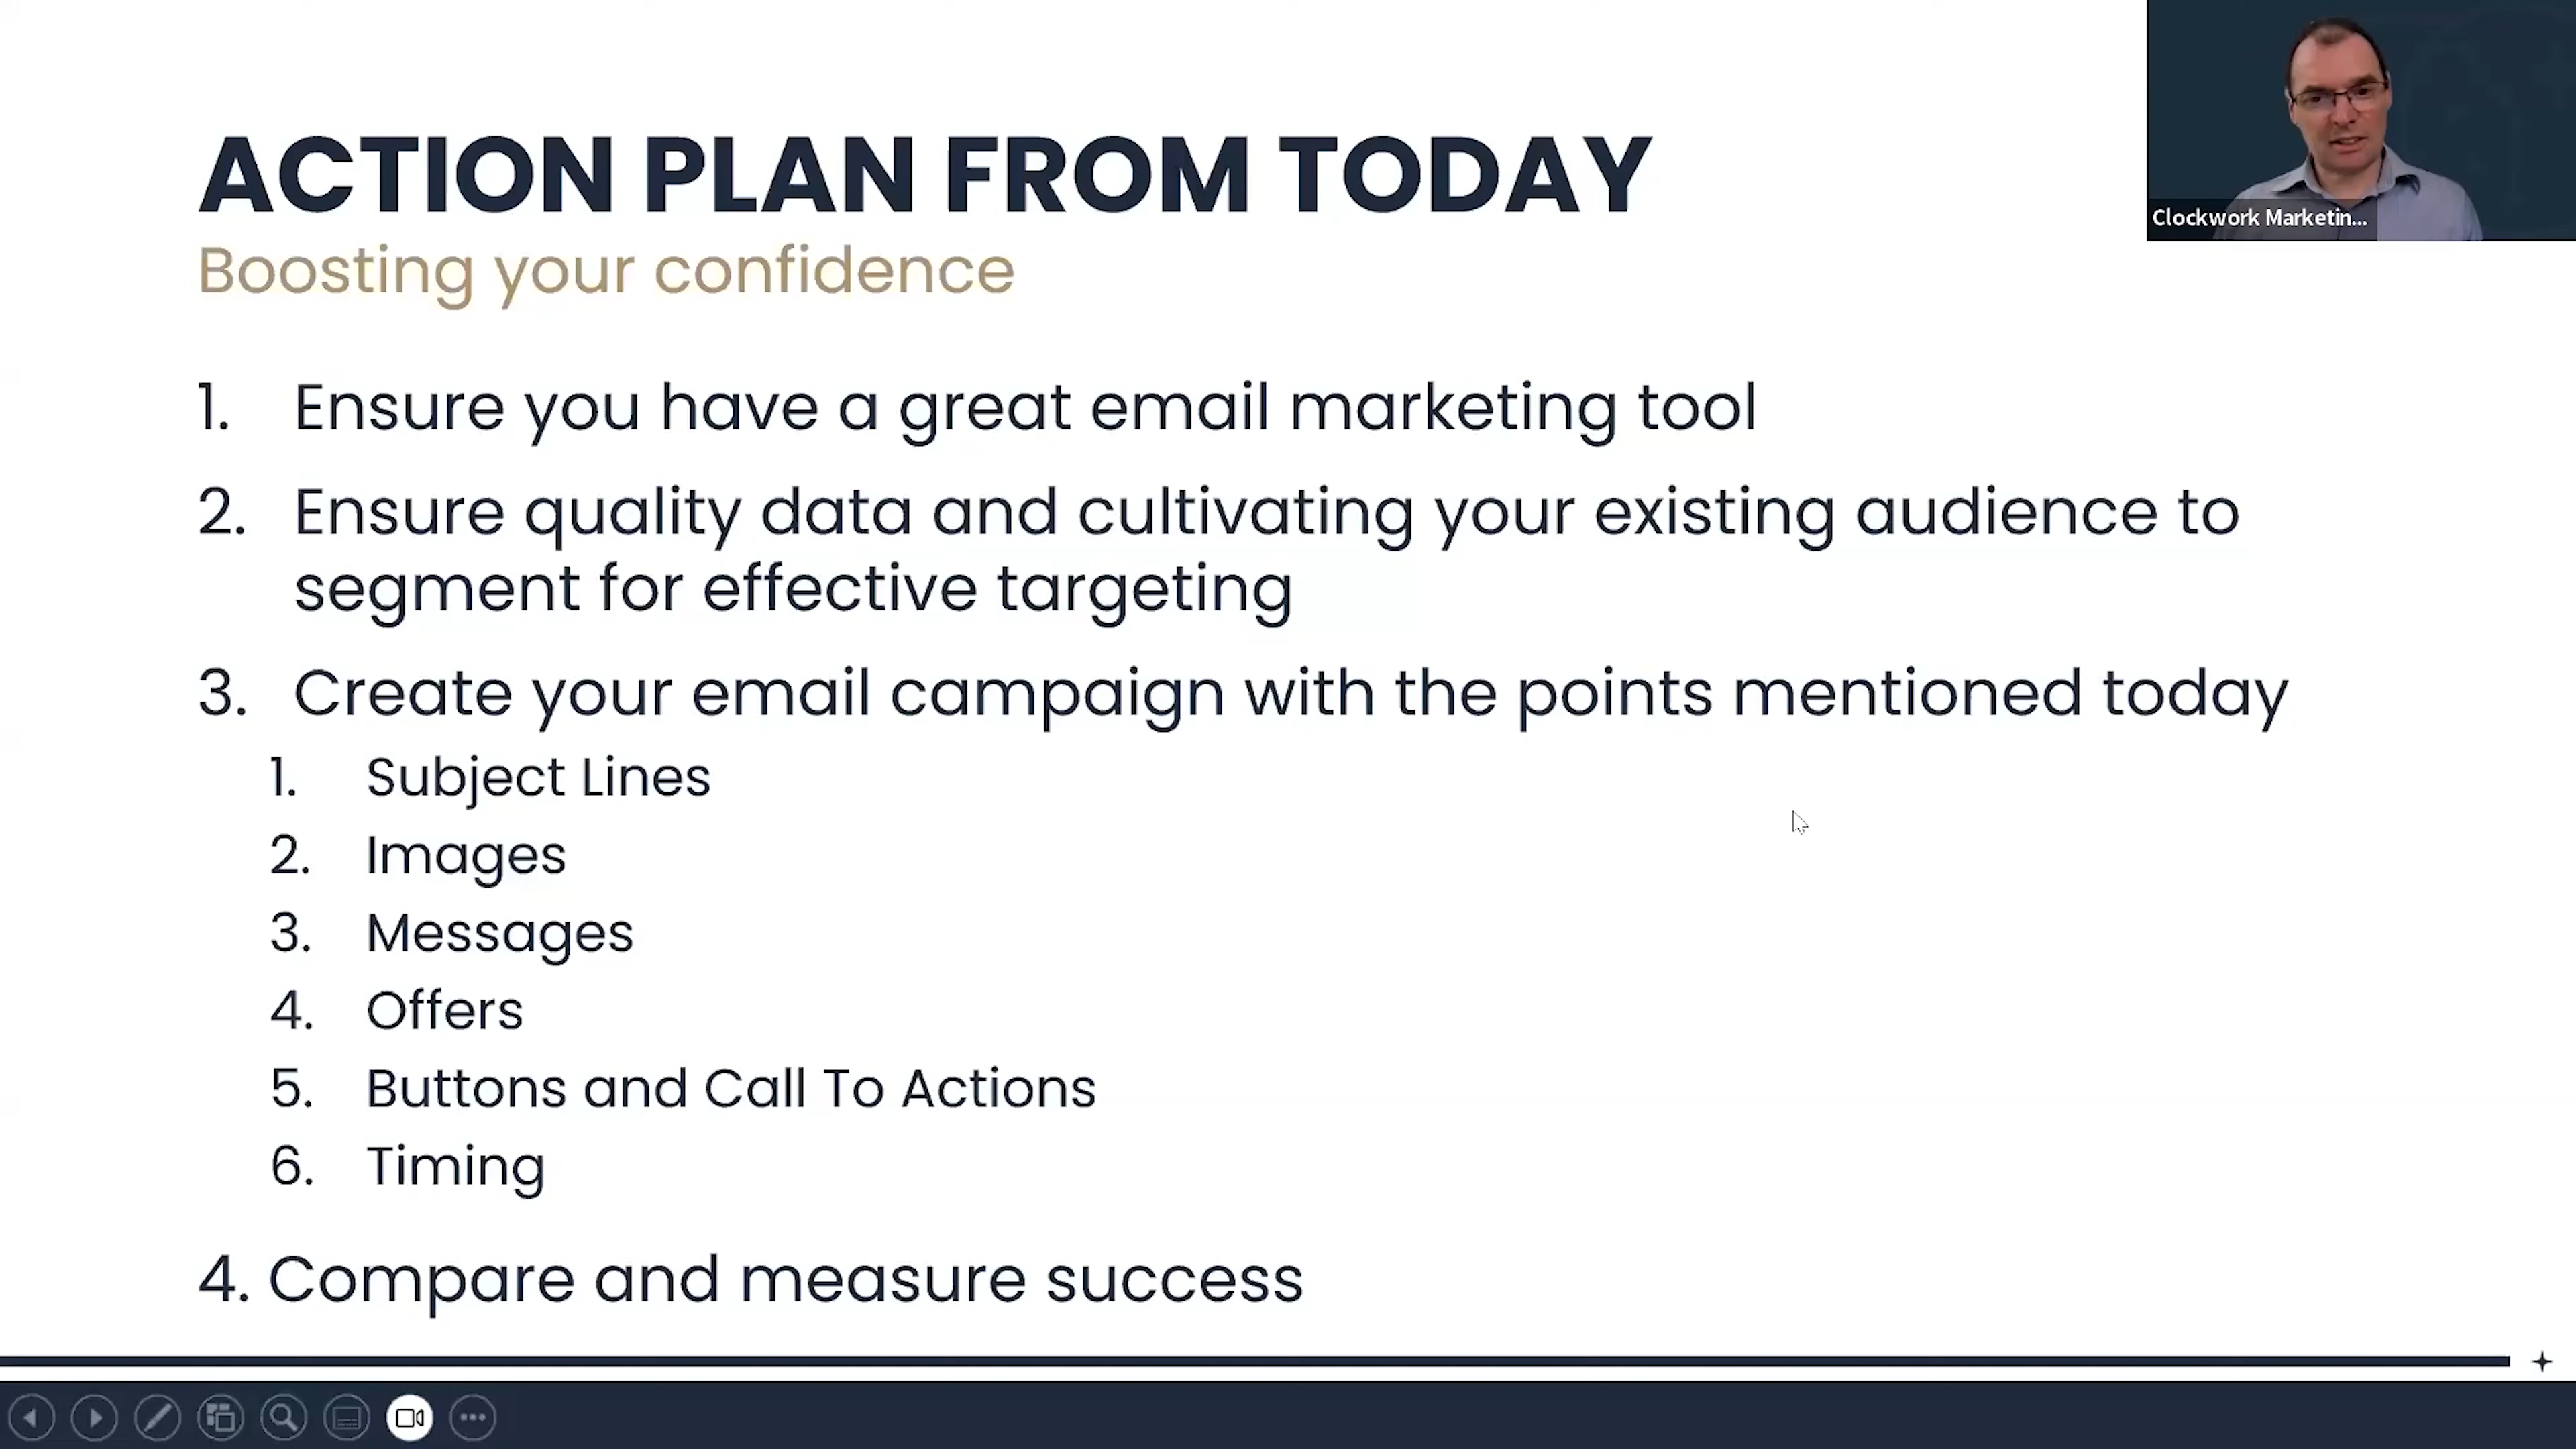 ACTION PLAN FROM TODAY
Boosting your confidence
Clockwork Marketin...
1. Ensure you have a great email marketing tool
2. Ensure quality data and cultivating your existing audience to
segment for effective targeting
3. Create your email campaign with the points mentioned today
1. Subject Lines
2. Images
3. Messages
4. Offers
5. Buttons and Call To Actions
6. Timing
4. Compare and measure success